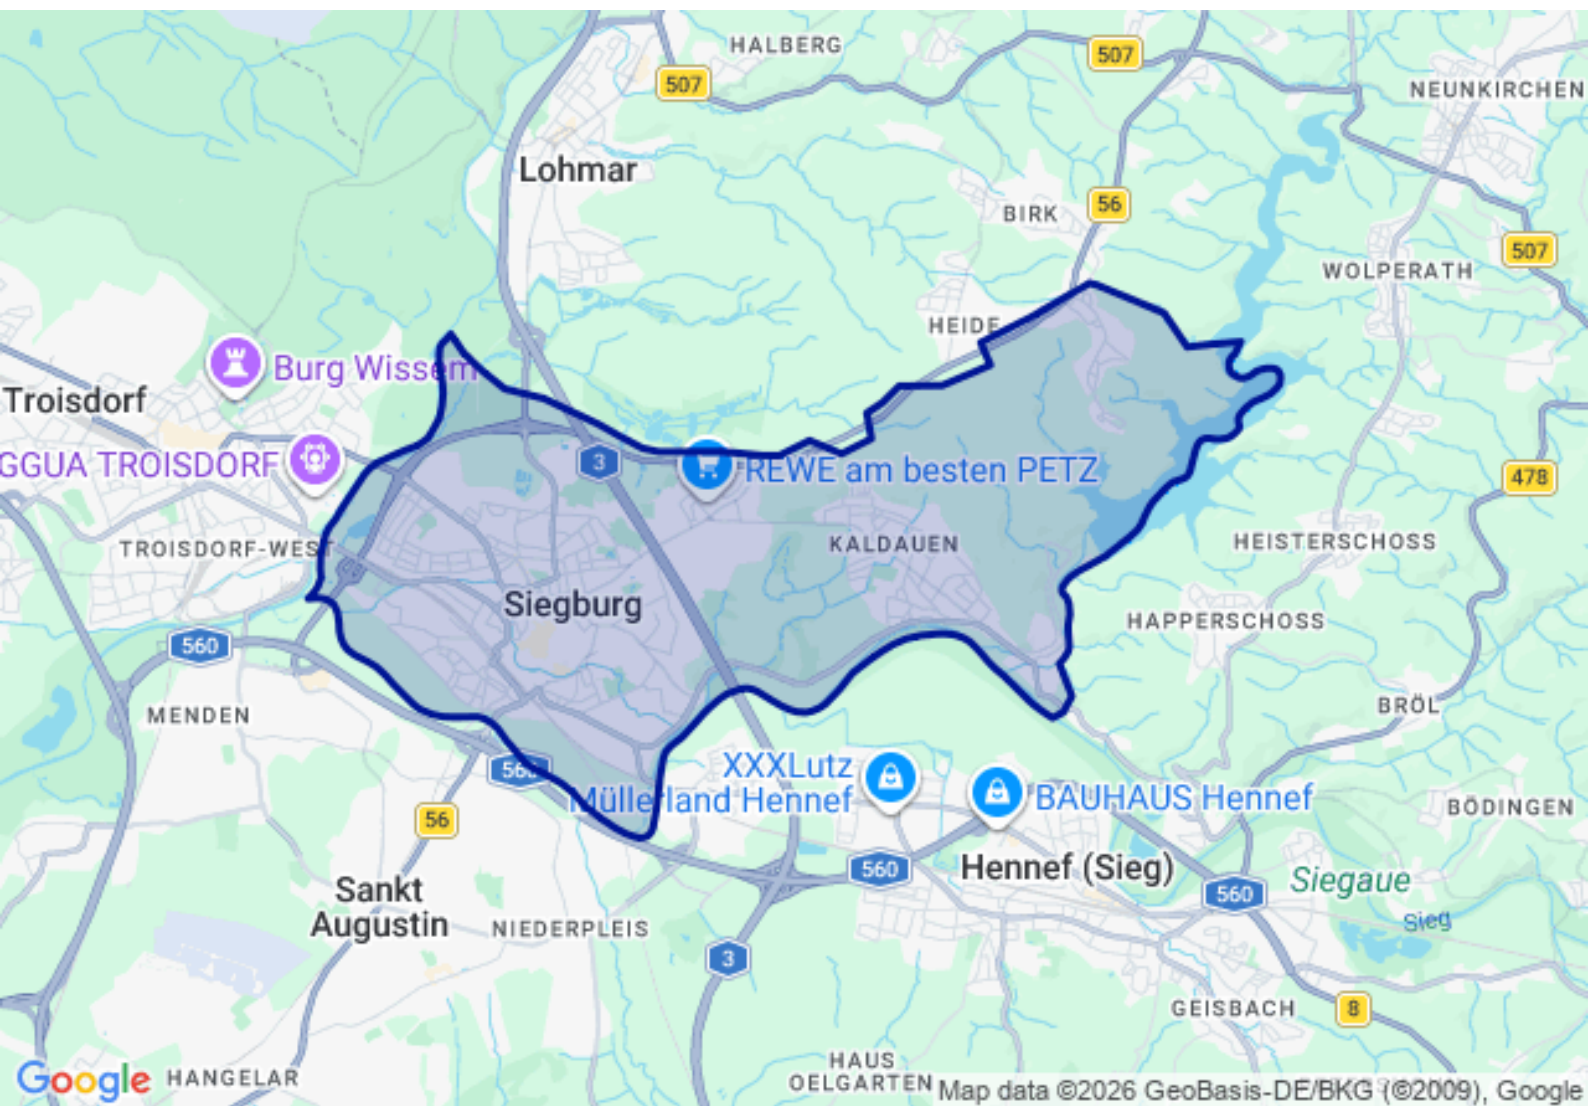 HALBERG
507
507
NEUNKIRCHEN
Lohmar
BIRK
56
507
WOLPERATH
HEIDE
Burg Wissem
Troisdorf
GGUA TROISDORF
3
REWE am besten PETZ
478
TROISDORF-WEST
KALDAUEN
HEISTERSCHOSS
Siegburg
HAPPERSCHOSS
560
MENDEN
BRÖL
560
XXXLutz
Müllerland Hennef
BAUHAUS Hennef
BÖDINGEN
56
560
Hennef (Sieg)
Siegaue
560
Sankt
Augustin
Sieg
NIEDERPLEIS
3
GEISBACH
8
HAUS
OELGARTEN
Google
HANGELAR
Map data ©2026 GeoBasis-DE/BKG (©2009), Google